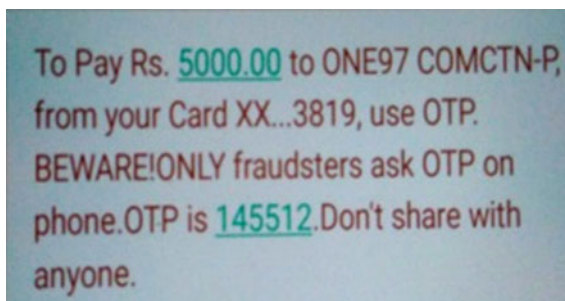 To Pay Rs. 5000.00 to ONE97 COMCTN-P,
from your Card XX...3819, use OTP.
BEWARE!ONLY fraudsters ask OTP on
phone.OTP is 145512.Don't share with
anyone.